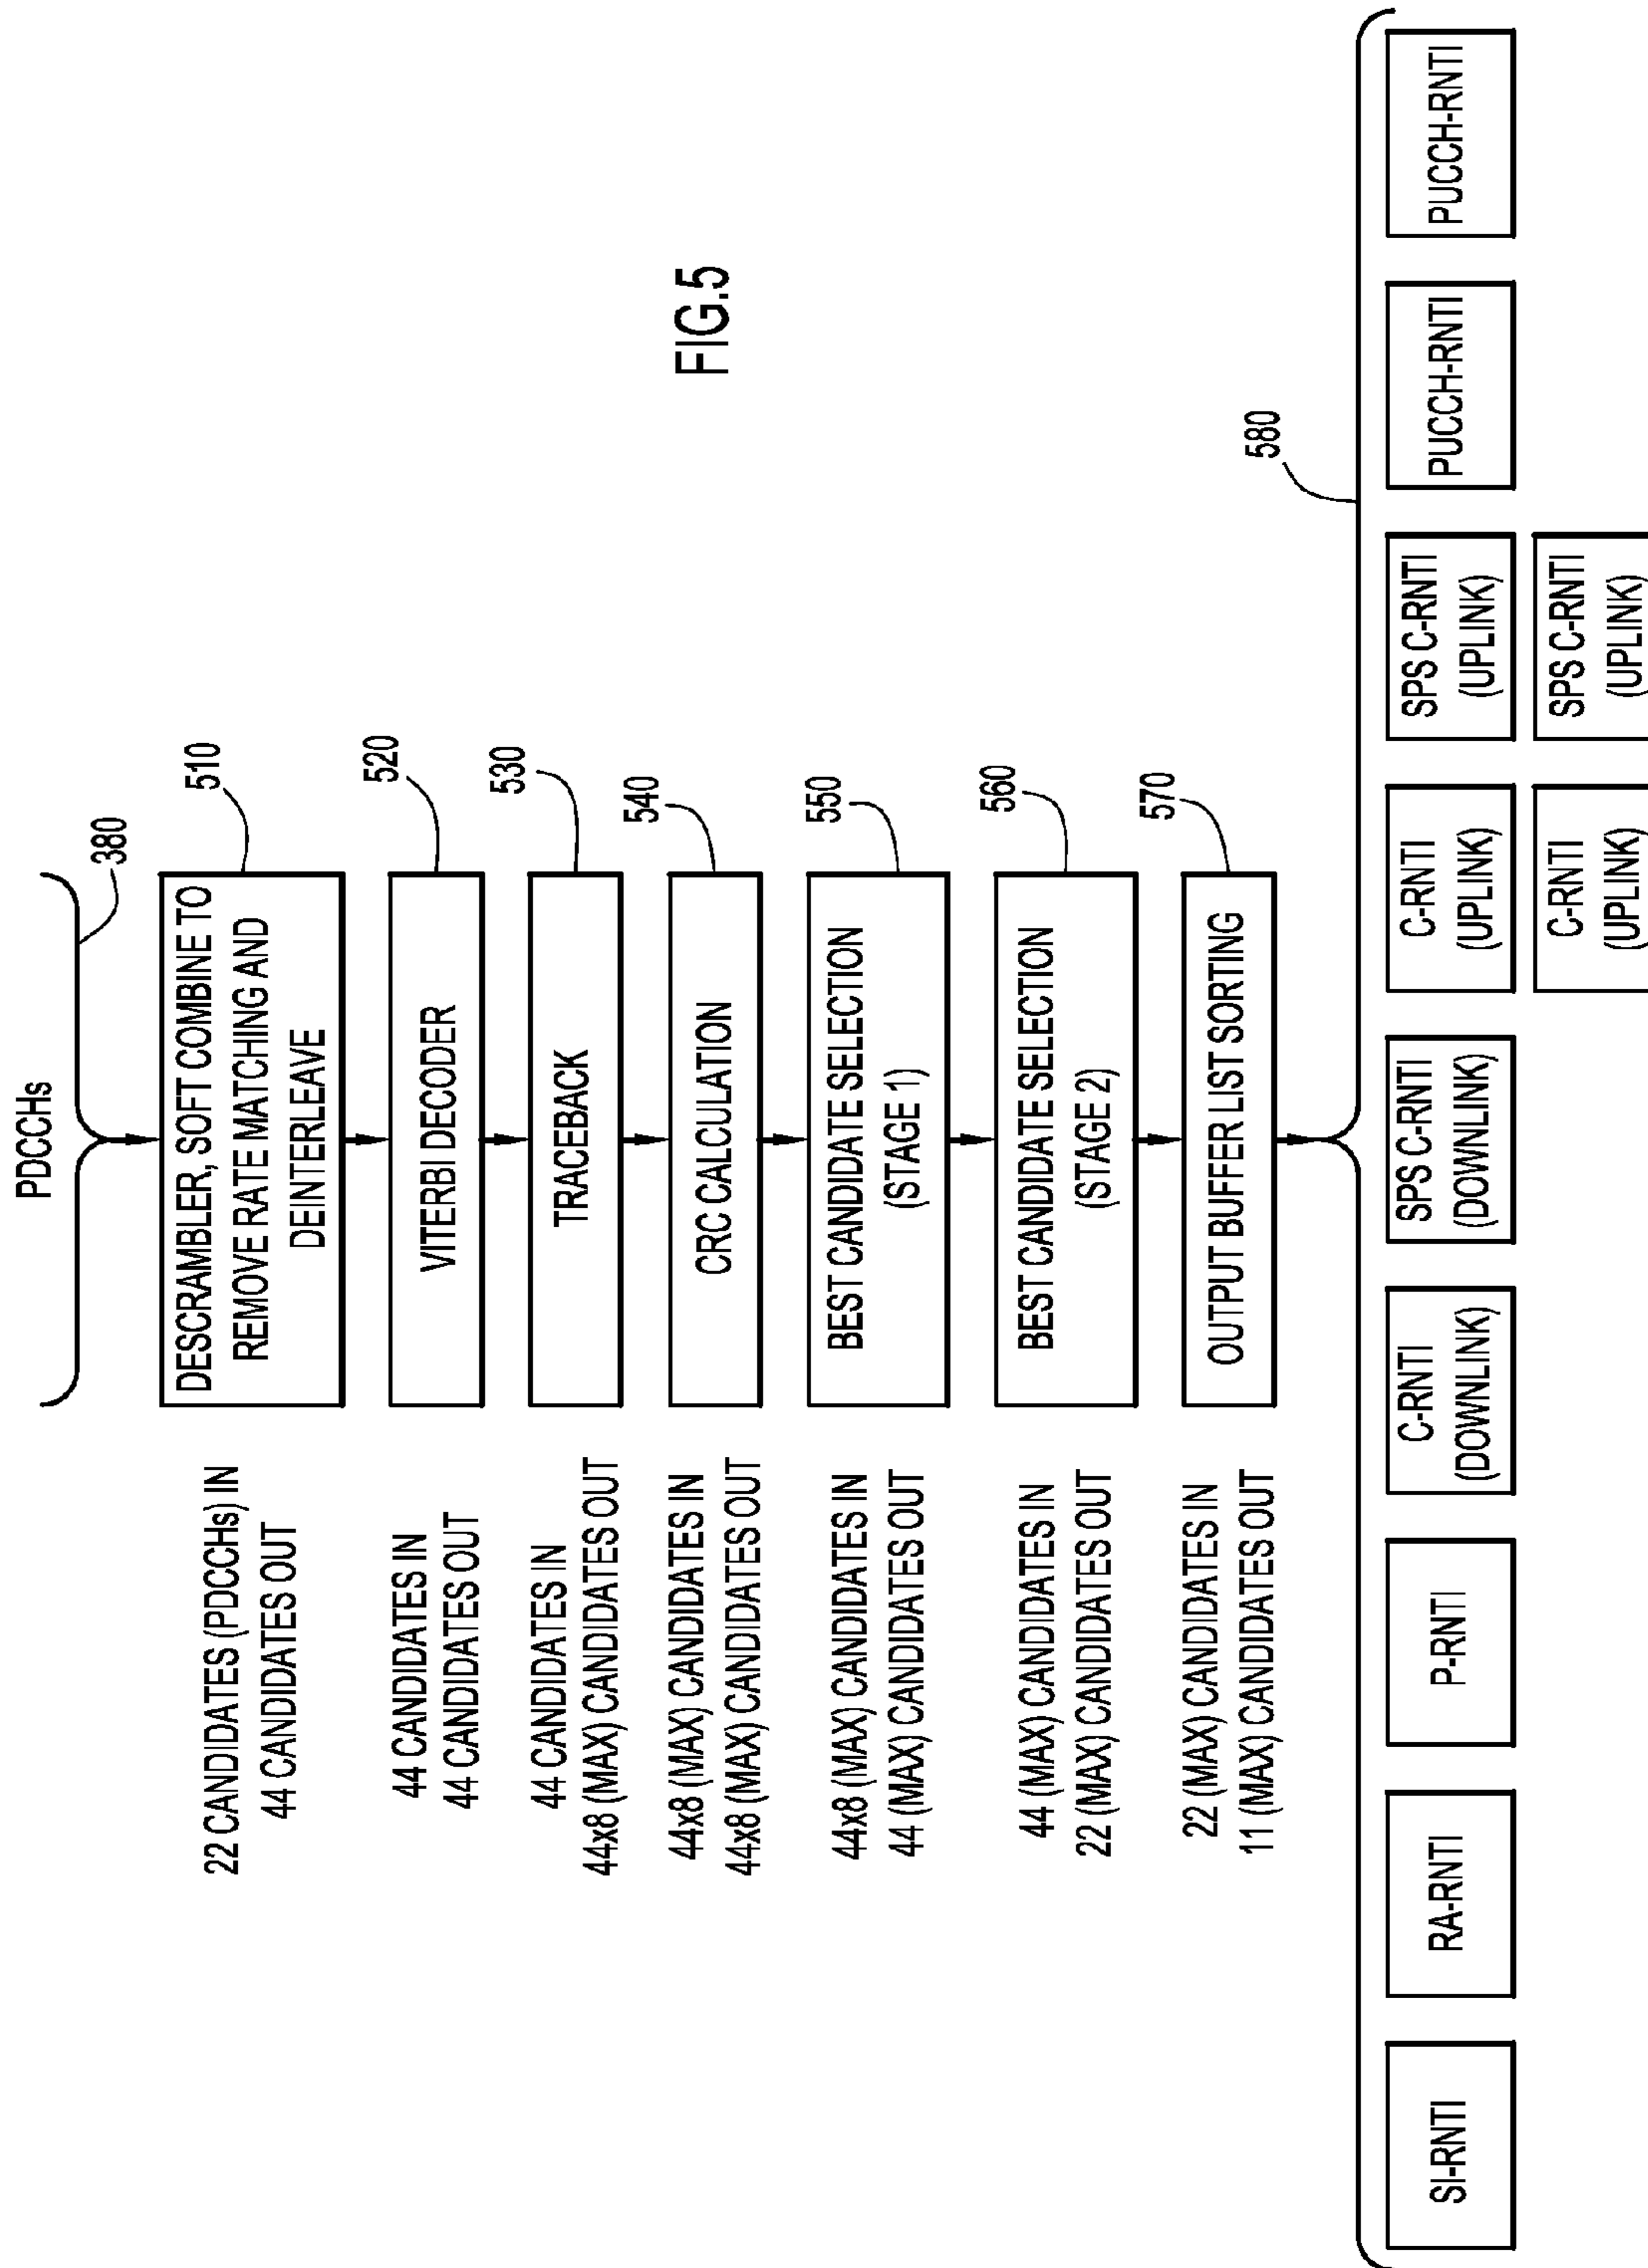 PDCCHs
380
22 CANDIDATES (PDCCHs) IN
44 CANDIDATES OUT
DESCRAMBLER, SOFT COMBINE TO
REMOVE RATE MATCHING AND
DEINTERLEAVE
510
44 CANDIDATES IN
44 CANDIDATES OUT
VITERBI DECODER
520
44 CANDIDATES IN
44x8 (MAX) CANDIDATES OUT
TRACEBACK
530
44x8 (MAX) CANDIDATES IN
44x8 (MAX) CANDIDATES OUT
CRC CALCULATION
540
44x8 (MAX) CANDIDATES IN
44 (MAX) CANDIDATES OUT
BEST CANDIDATE SELECTION
(STAGE 1)
550
44 (MAX) CANDIDATES IN
22 (MAX) CANDIDATES OUT
BEST CANDIDATE SELECTION
(STAGE 2)
560
22 (MAX) CANDIDATES IN
11 (MAX) CANDIDATES OUT
OUTPUT BUFFER LIST SORTING
570
FIG.5
580
SI-RNTI
RA-RNTI
P-RNTI
C-RNTI
(DOWNLINK)
SPS C-RNTI
(DOWNLINK)
C-RNTI
(UPLINK)
SPS C-RNTI
(UPLINK)
PUCCH-RNTI
PUCCH-RNTI
C-RNTI
(UPLINK)
SPS C-RNTI
(UPLINK)